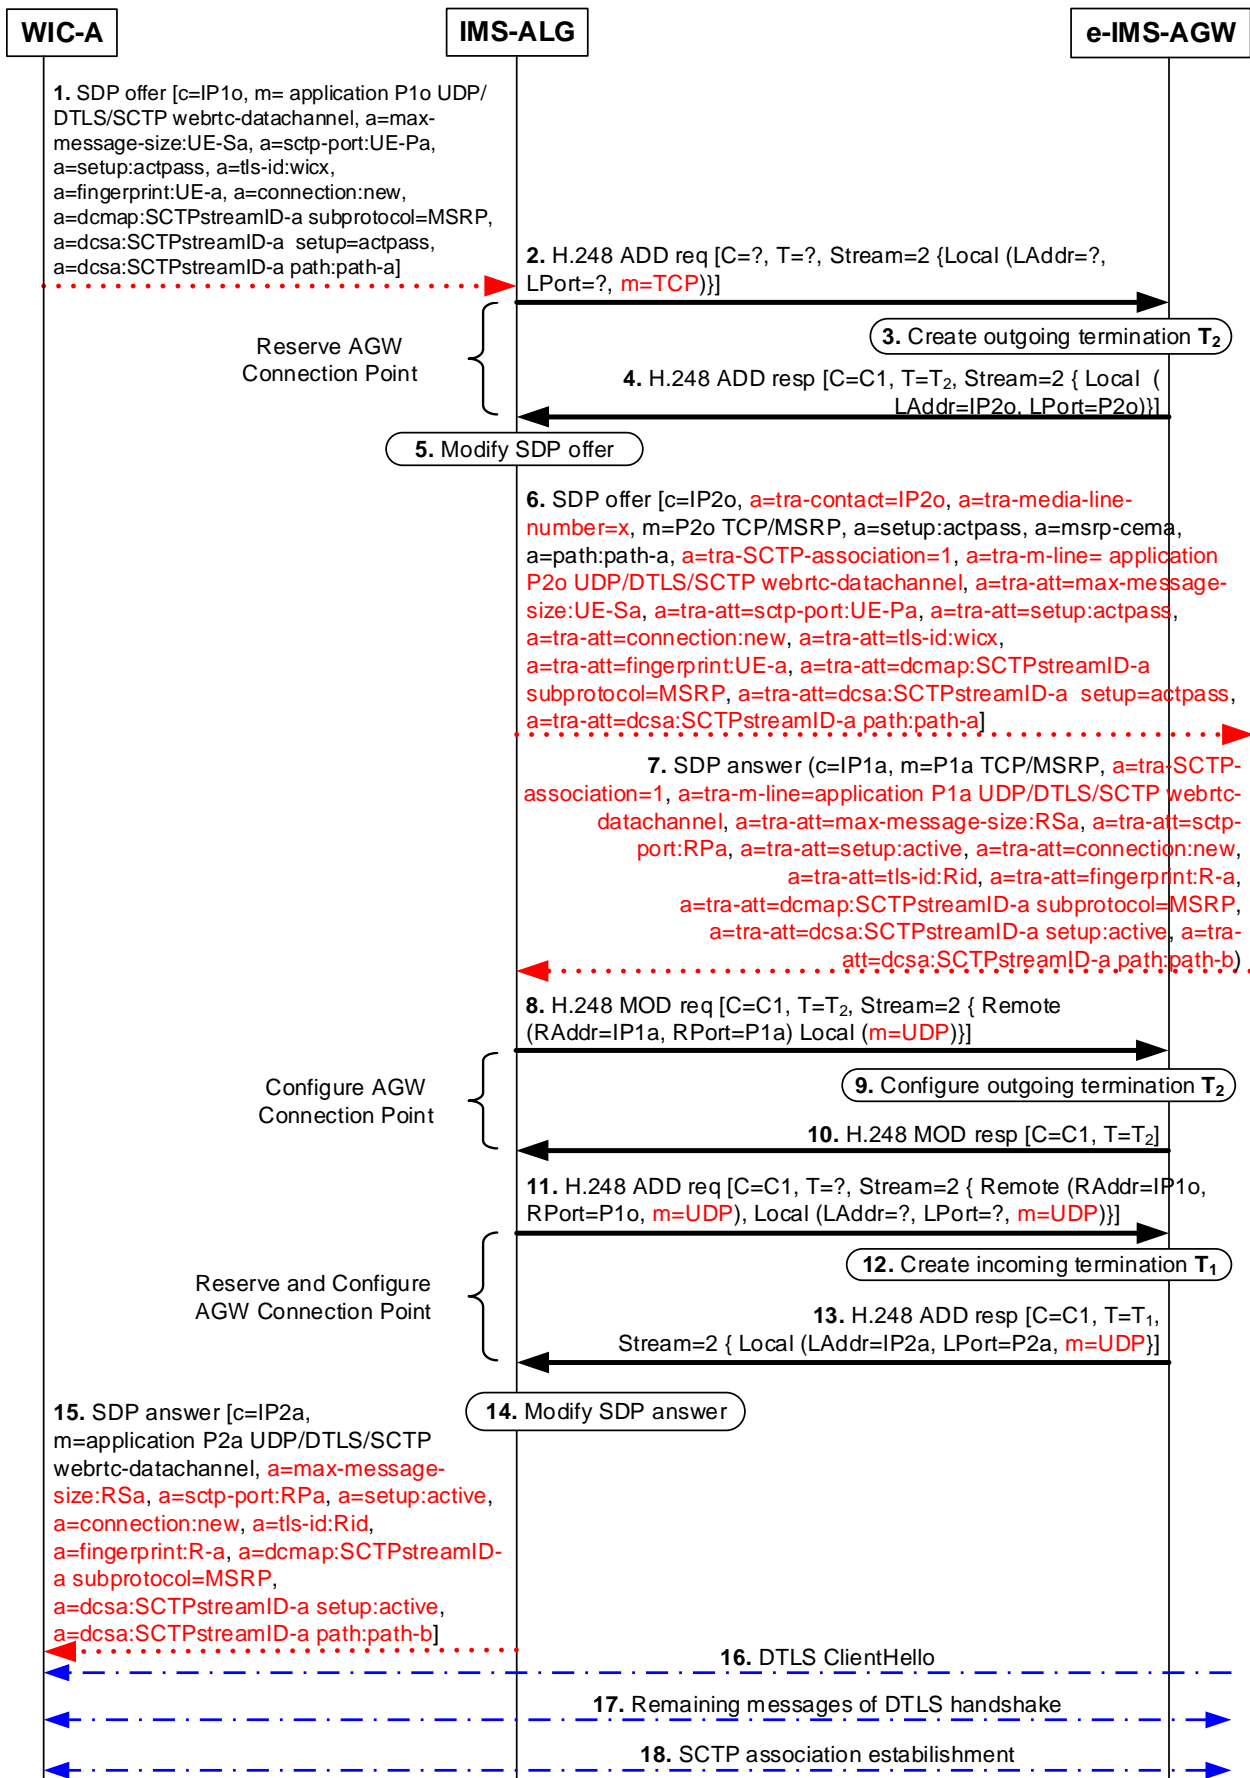 WIC-A
IMS-ALG
e-IMS-AGW
1. SDP offer [c=IP1o, m= application P1o UDP/
DTLS/SCTP webrtc-datachannel, a=max-
message-size:UE-Sa, a=sctp-port:UE-Pa,
a=setup:actpass, a=tls-id:wicx,
a=fingerprint:UE-a, a=connection:new,
a=dcmap:SCTPstreamID-a subprotocol=MSRP,
a=dcsa:SCTPstreamID-a  setup=actpass,
a=dcsa:SCTPstreamID-a path:path-a]
2. H.248 ADD req [C=?, T=?, Stream=2 {Local (LAddr=?,
LPort=?, m=TCP)}]
3. Create outgoing termination T2
Reserve AGW
Connection Point
4. H.248 ADD resp [C=C1, T=T2, Stream=2 { Local  (
LAddr=IP2o, LPort=P2o)}]
5. Modify SDP offer
6. SDP offer [c=IP2o, a=tra-contact=IP2o, a=tra-media-line-
number=x, m=P2o TCP/MSRP, a=setup:actpass, a=msrp-cema,
a=path:path-a, a=tra-SCTP-association=1, a=tra-m-line= application
P2o UDP/DTLS/SCTP webrtc-datachannel, a=tra-att=max-message-
size:UE-Sa, a=tra-att=sctp-port:UE-Pa, a=tra-att=setup:actpass,
a=tra-att=connection:new, a=tra-att=tls-id:wicx,
a=tra-att=fingerprint:UE-a, a=tra-att=dcmap:SCTPstreamID-a
subprotocol=MSRP, a=tra-att=dcsa:SCTPstreamID-a  setup=actpass,
a=tra-att=dcsa:SCTPstreamID-a path:path-a]
7. SDP answer (c=IP1a, m=P1a TCP/MSRP, a=tra-SCTP-
association=1, a=tra-m-line=application P1a UDP/DTLS/SCTP webrtc-
datachannel, a=tra-att=max-message-size:RSa, a=tra-att=sctp-
port:RPa, a=tra-att=setup:active, a=tra-att=connection:new,
a=tra-att=tls-id:Rid, a=tra-att=fingerprint:R-a,
a=tra-att=dcmap:SCTPstreamID-a subprotocol=MSRP,
a=tra-att=dcsa:SCTPstreamID-a setup:active, a=tra-
att=dcsa:SCTPstreamID-a path:path-b)
8. H.248 MOD req [C=C1, T=T2, Stream=2 { Remote
(RAddr=IP1a, RPort=P1a) Local (m=UDP)}]
Configure AGW
Connection Point
9. Configure outgoing termination T2
10. H.248 MOD resp [C=C1, T=T2]
11. H.248 ADD req [C=C1, T=?, Stream=2 { Remote (RAddr=IP1o,
RPort=P1o, m=UDP), Local (LAddr=?, LPort=?, m=UDP)}]
12. Create incoming termination T1
Reserve and Configure
AGW Connection Point
13. H.248 ADD resp [C=C1, T=T1,
Stream=2 { Local (LAddr=IP2a, LPort=P2a, m=UDP}]
14. Modify SDP answer
15. SDP answer [c=IP2a,
m=application P2a UDP/DTLS/SCTP
webrtc-datachannel, a=max-message-
size:RSa, a=sctp-port:RPa, a=setup:active,
a=connection:new, a=tls-id:Rid,
a=fingerprint:R-a, a=dcmap:SCTPstreamID-
a subprotocol=MSRP,
a=dcsa:SCTPstreamID-a setup:active,
a=dcsa:SCTPstreamID-a path:path-b]
16. DTLS ClientHello
17. Remaining messages of DTLS handshake
18. SCTP association estabilishment